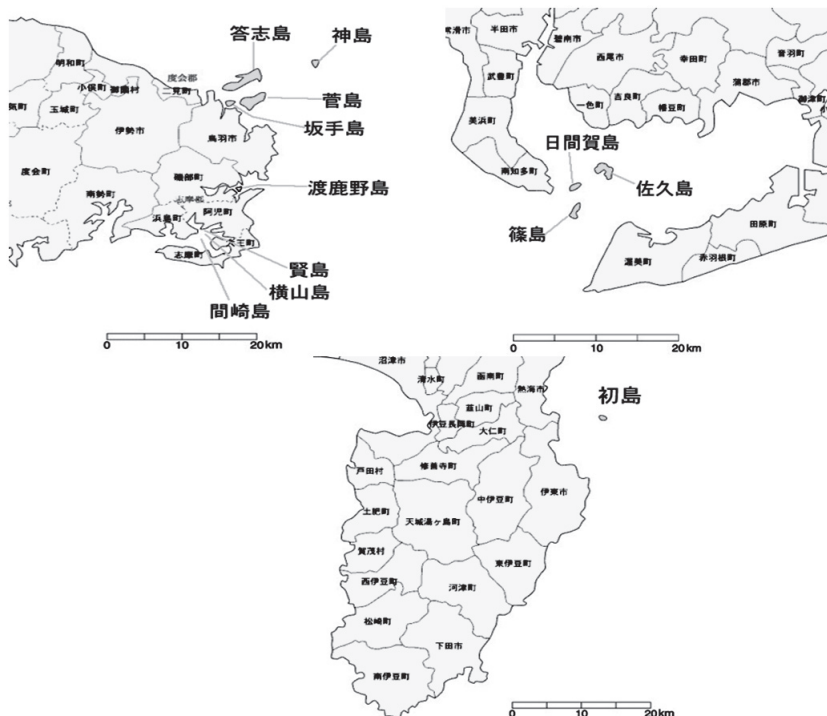 答志島
神島
明和町
度会郡
小俣町
御薗村
二見町
菅島
玉城町
坂手島
伊勢市
鳥羽市
度会町
磯部町
渡鹿野島
南勢町
浜島町
阿児町
大王町
志摩町
賢島
横山島
間崎島
0 10 20km
半田市
碧南市
西尾市
幸田町
音羽町
武豊町
蒲郡市
吉良町
一色町
幡豆町
御津町
美浜町
日間賀島
南知多町
佐久島
篠島
田原町
渥美町
赤羽根町
0 10 20km
沼津市
清水町
函南町
熱海市
初島
韮山町
伊豆長岡町
大仁町
修善寺町
戸田村
中伊豆町
伊東市
土肥町
天城湯ヶ島町
賀茂村
東伊豆町
西伊豆町
河津町
松崎町
下田市
南伊豆町
0 10 20km